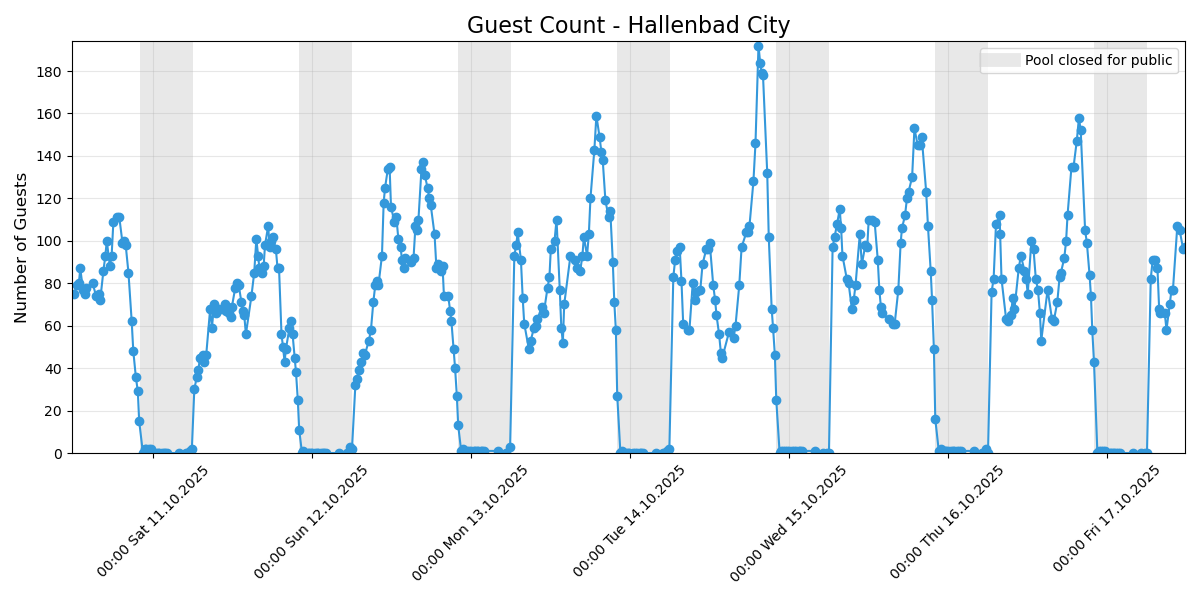 Guest Count - Hallenbad City
Pool closed for public
Number of Guests
180
160
140
120
100
80
60
40
20
0
00:00 Sat 11.10.2025
00:00 Sun 12.10.2025
00:00 Mon 13.10.2025
00:00 Tue 14.10.2025
00:00 Wed 15.10.2025
00:00 Thu 16.10.2025
00:00 Fri 17.10.2025